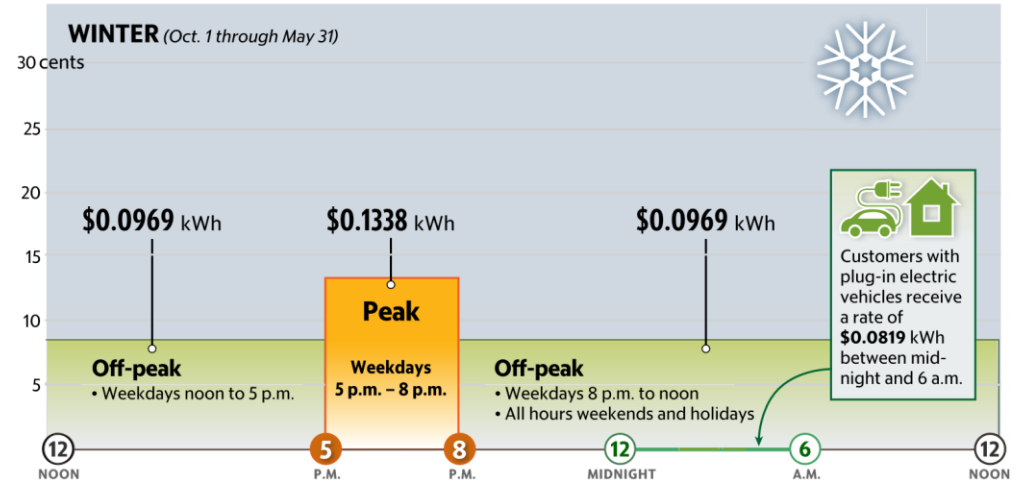 WINTER (Oct. 1 through May 31)
30 cents
25
20
15
10
5
$0.0969 kWh
$0.1338 kWh
$0.0969 kWh
Off-peak
• Weekdays noon to 5 p.m.
Peak
Weekdays
5 p.m. – 8 p.m.
Off-peak
• Weekdays 8 p.m. to noon
• All hours weekends and holidays
Customers with
plug-in electric
vehicles receive
a rate of
$0.0819 kWh
between mid-
night and 6 a.m.
12
NOON
5
P.M.
8
P.M.
12
MIDNIGHT
6
A.M.
12
NOON